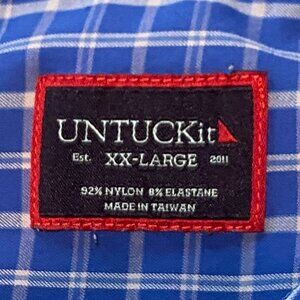 UNTUCKit
Est. XX-LARGE 2011
92% NYLON 8% ELASTANE
MADE IN TAIWAN